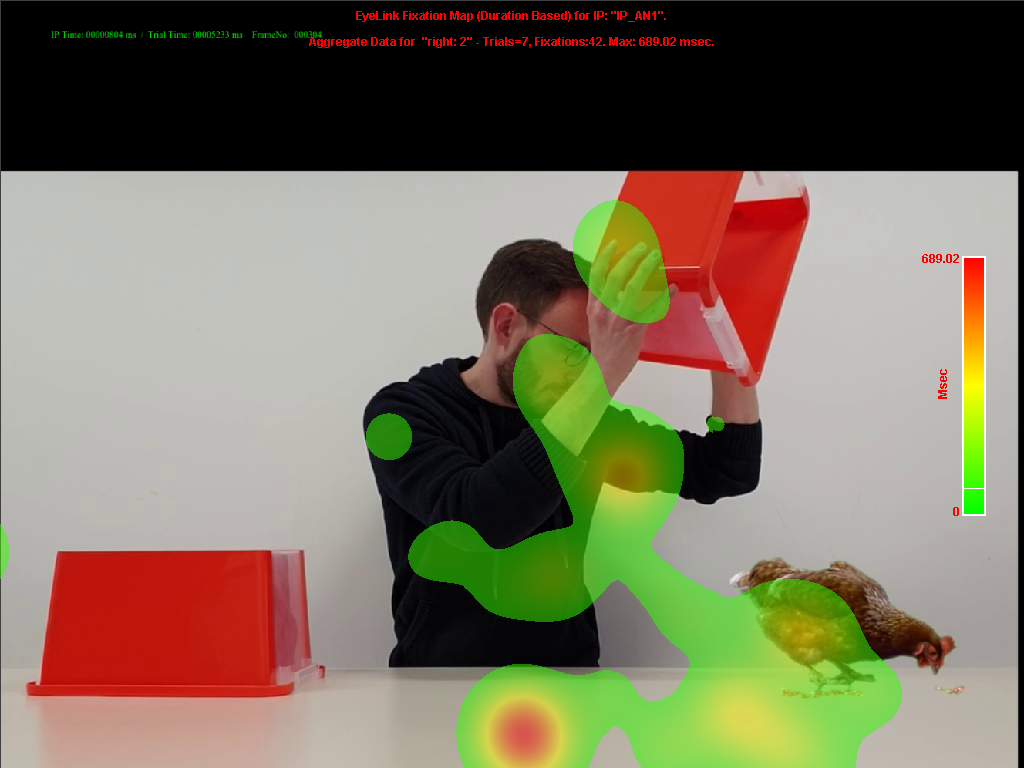 EyeLink Fixation Map (Duration Based) for IP: "IP_AN1".
IP Time: 00000804 ms / Trial Time: 00005233 ms FrameNo: 000304
Aggregate Data for "right: 2" - Trials=7, Fixations:42. Max: 689.02 msec.
689.02
Msec
0